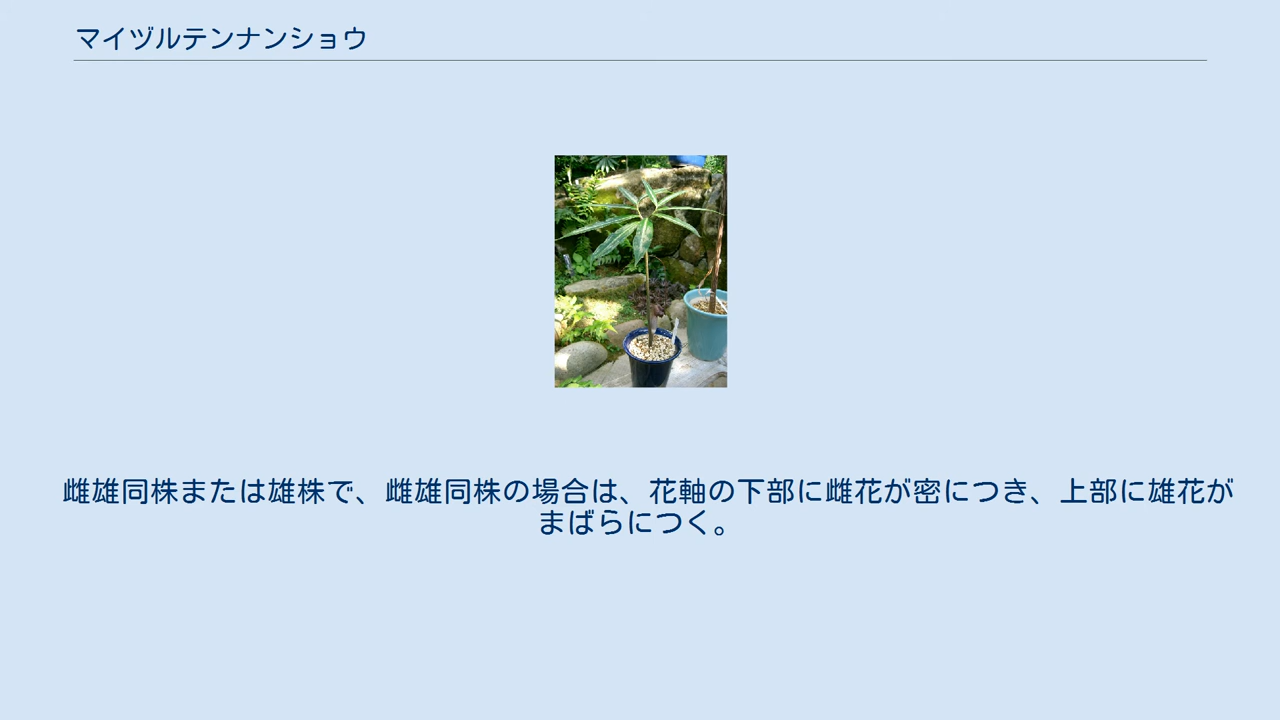 マイヅルテンナンショウ
雌雄同株または雄株で、雌雄同株の場合は、花軸の下部に雌花が密につき、上部に雄花が
まばらにつく。